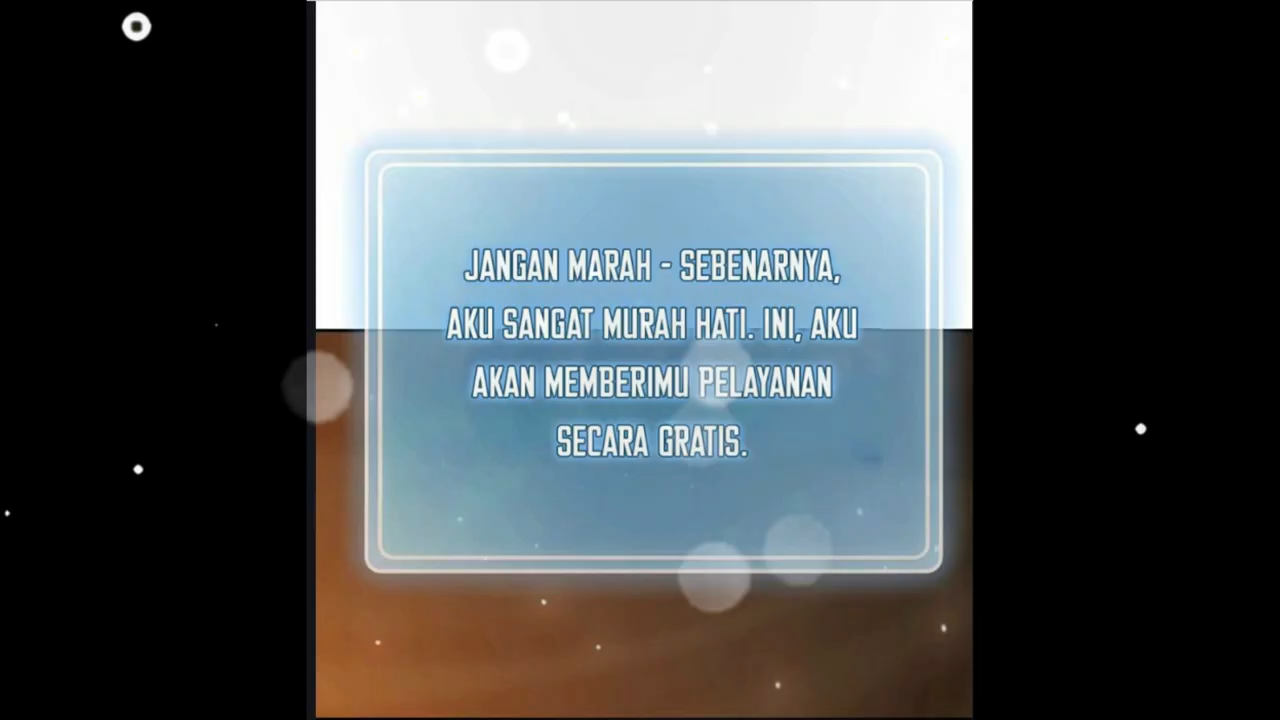 JANGAN MARAH - SEBENARNYA,
AKU SANGAT MURAH HATI. INI, AKU
AKAN MEMBERIMU PELAYANAN
SECARA GRATIS.